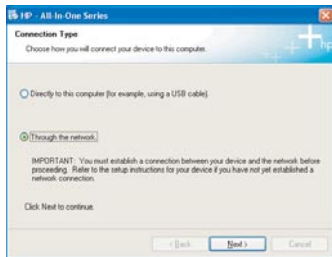 HP - All-In-One Series
Connection Type
Choose how you will connect your device to this computer.
hp
Directly to this computer (for example, using a USB cable).
Through the network.
IMPORTANT: You must establish a connection between your device and the network before
proceeding. Refer to the setup instructions for your device if you have not yet established a
network connection.
Click Next to continue.
< Back Next > Cancel